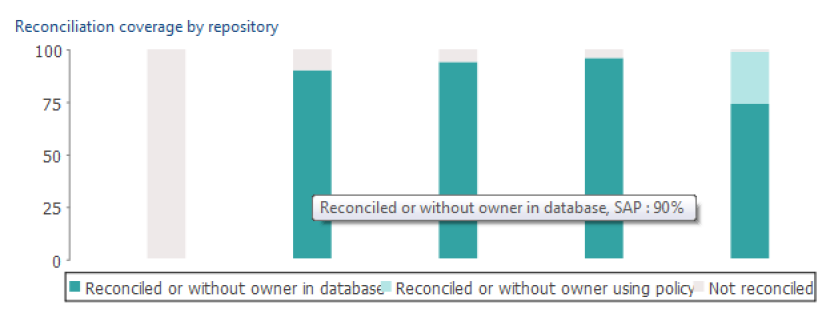 Reconciliation coverage by repository
100
75
50
25
0
Reconciled or without owner in database, SAP : 90%
Reconciled or without owner in database Reconciled or without owner using policy Not reconciled